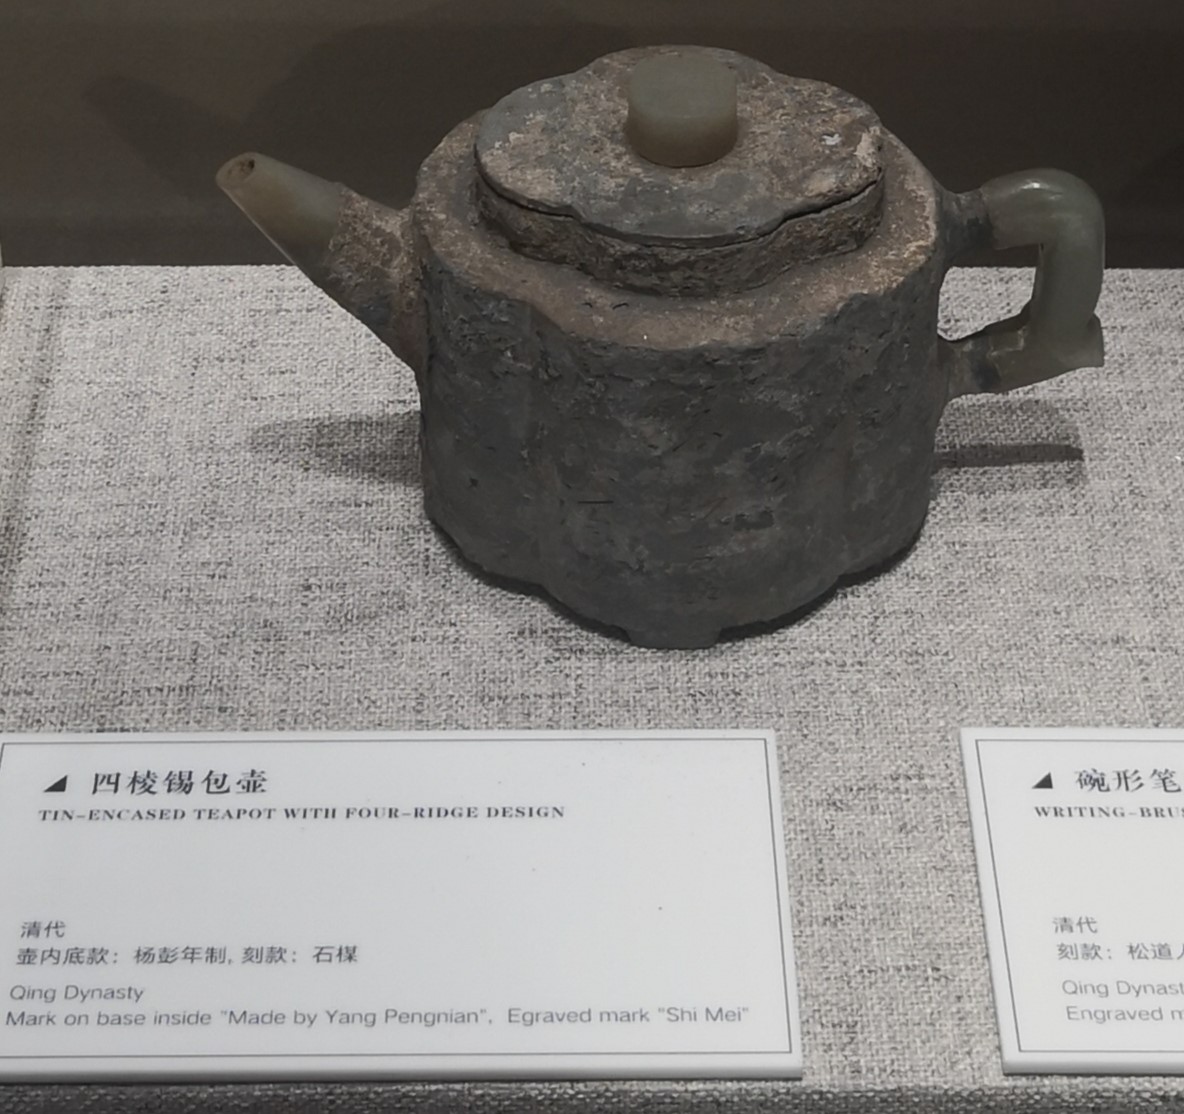 四棱锡包壶
TIN-ENCASED TEAPOT WITH FOUR-RIDGE DESIGN
清代
壶内底款：杨彭年制, 刻款：石楳
Qing Dynasty
Mark on base inside "Made by Yang Pengnian", Egraved mark "Shi Mei"
碗形笔
WRITING-BRUS
清代
刻款：松道人
Qing Dynast
Engraved m